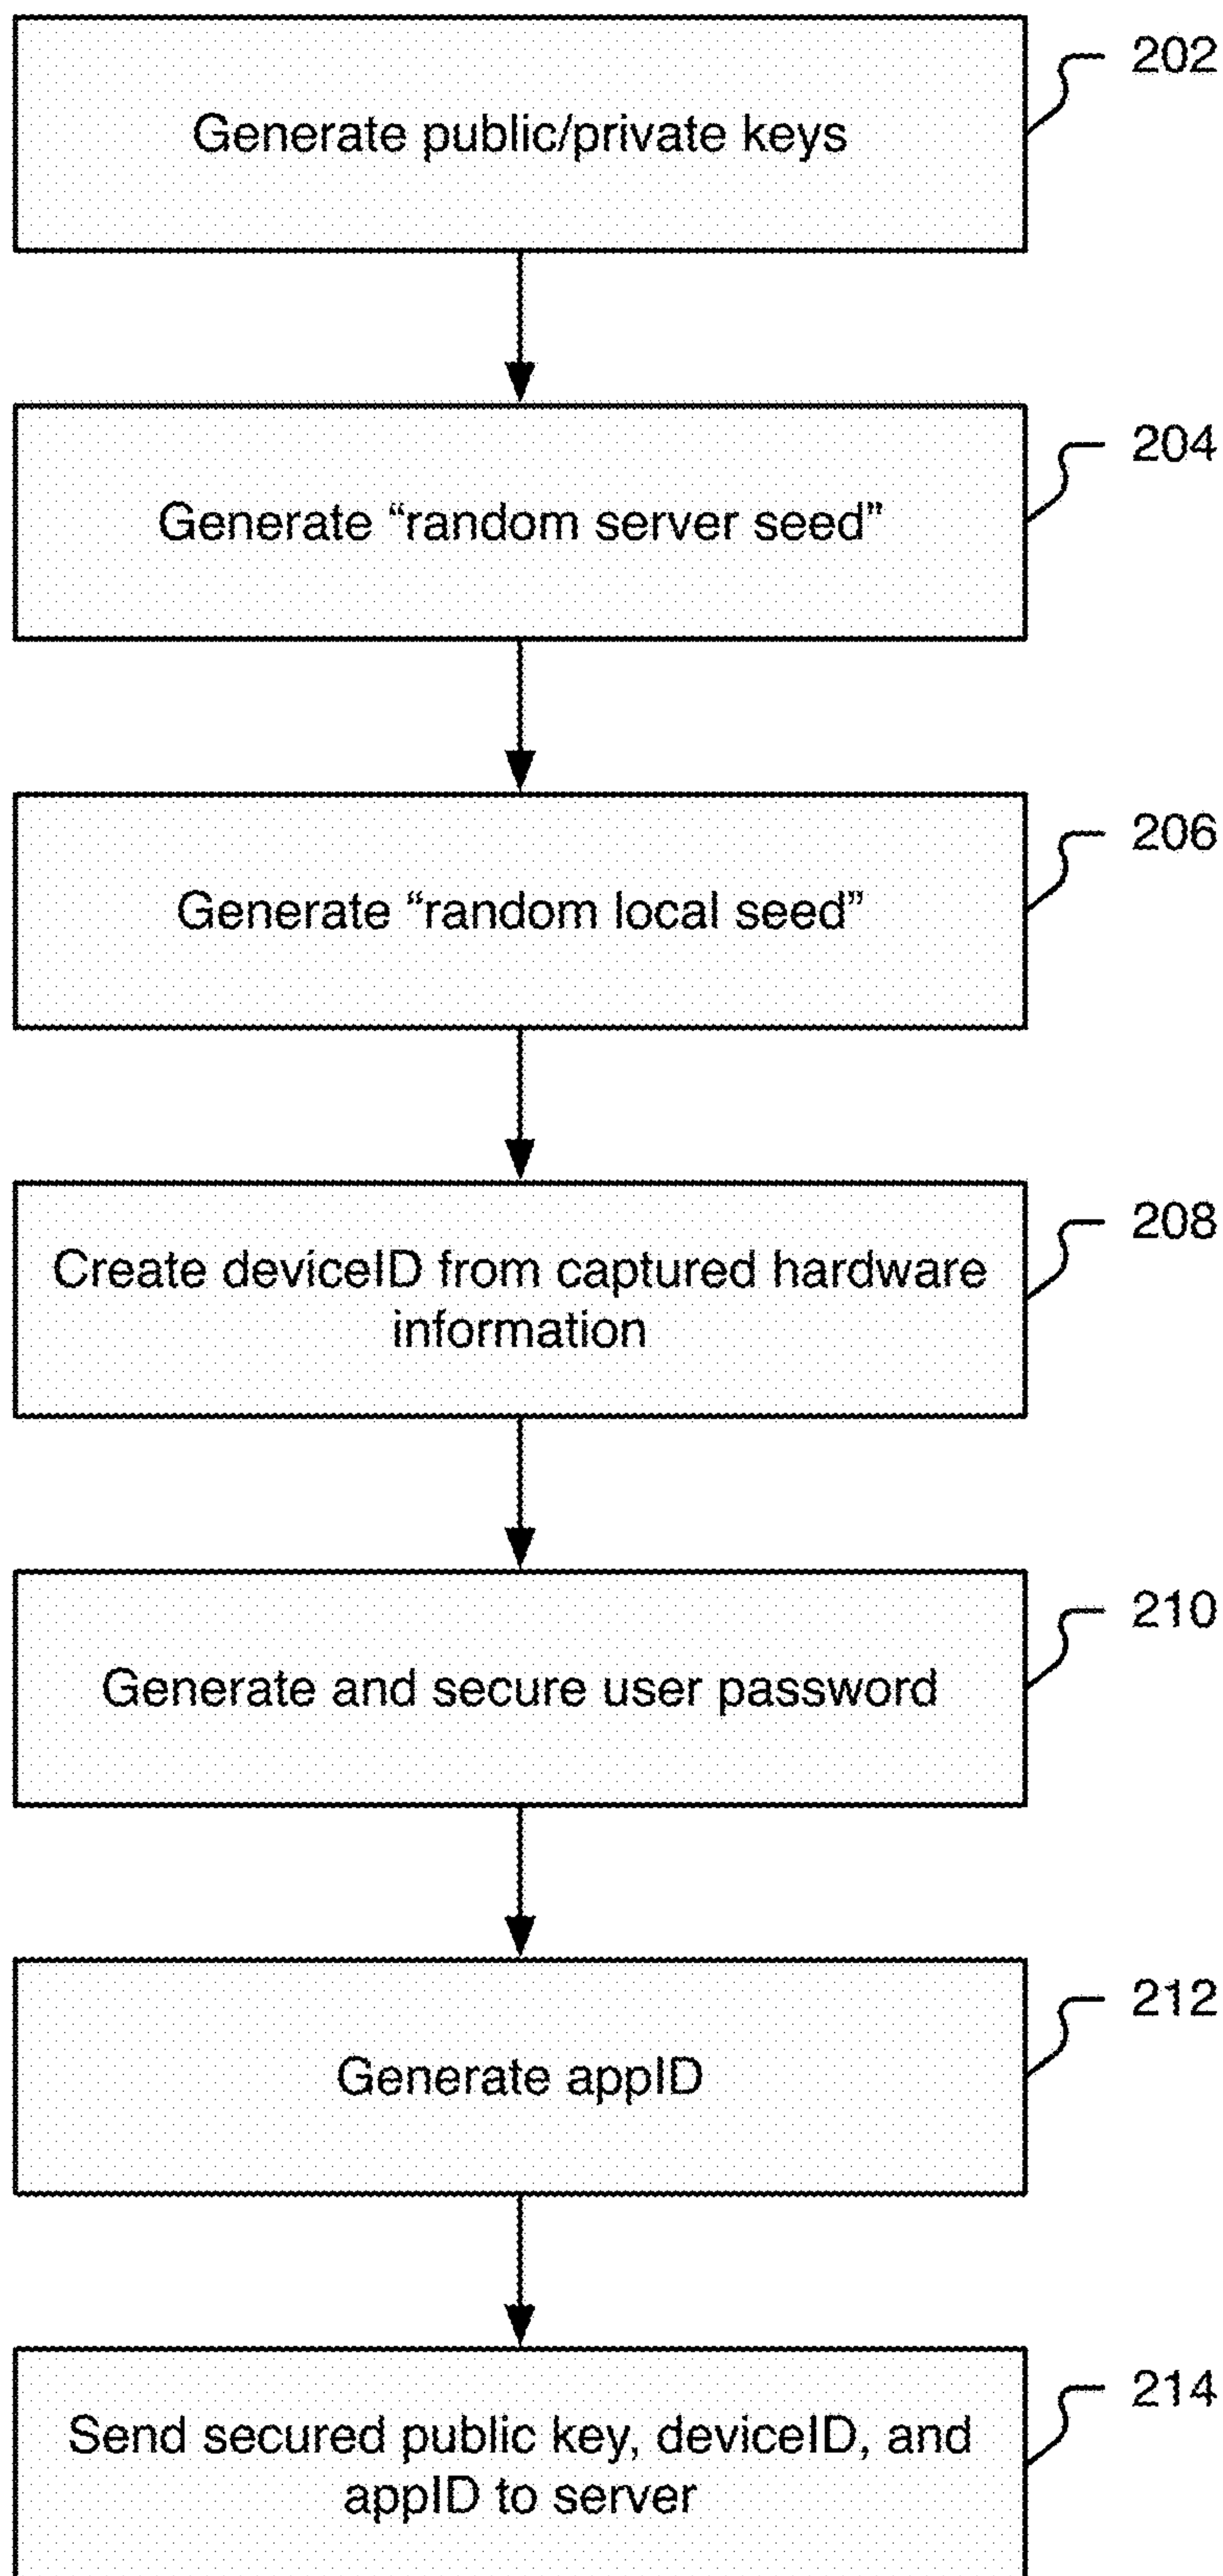 Generate public/private keys
202
Generate “random server seed”
204
Generate “random local seed”
206
Create deviceID from captured hardware
information
208
Generate and secure user password
210
Generate appID
212
Send secured public key, deviceID, and
appID to server
214